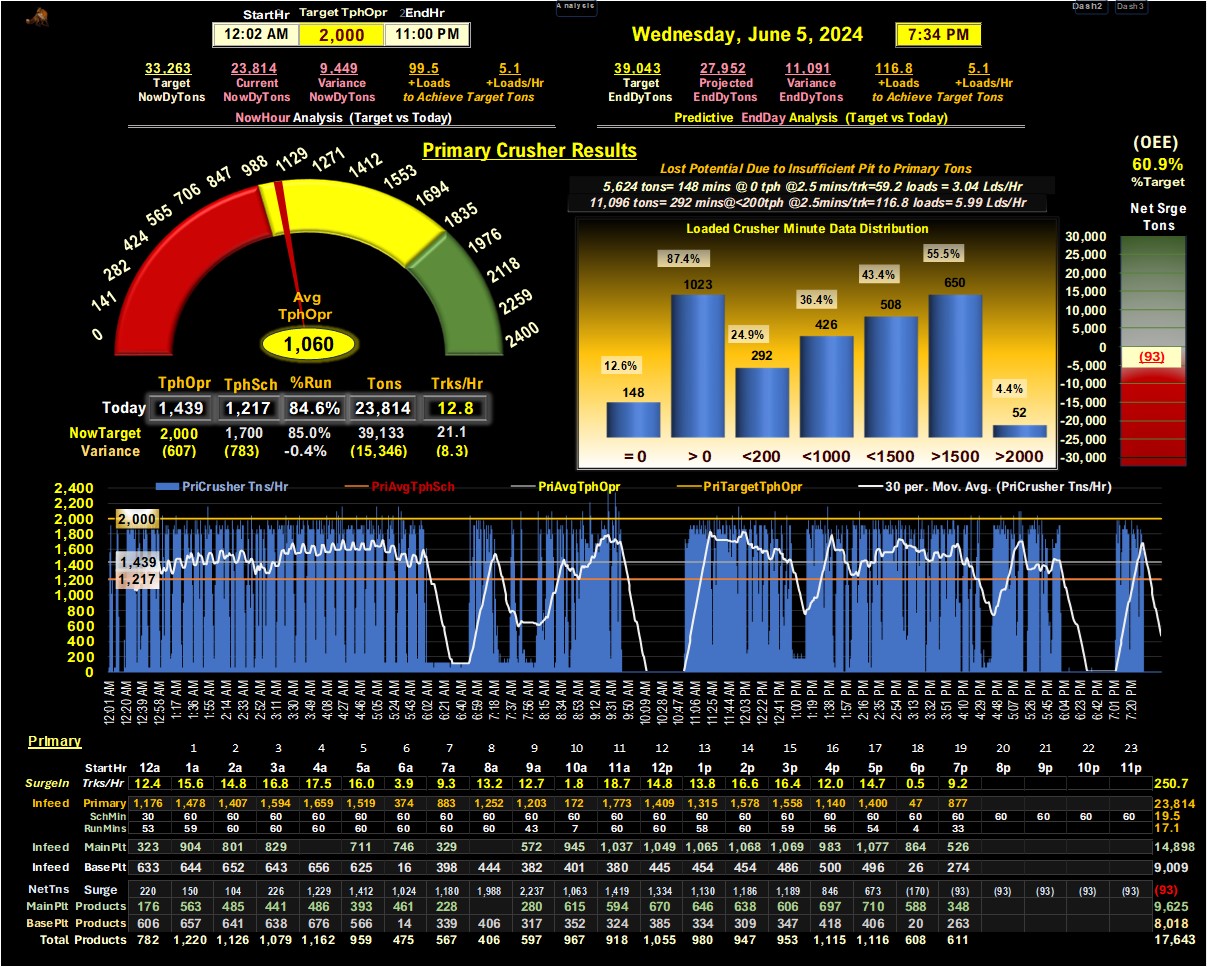 Analysis
Dash2 Dash3
StartHr Target TphOpr 2EndHr
12:02 AM 2,000 11:00 PM
Wednesday, June 5, 2024 7:34 PM
33,263 23,814 9,449 99.5 5.1
Target Current Variance +Loads +Loads/Hr
NowDyTons NowDyTons NowDyTons to Achieve Target Tons
NowHour Analysis (Target vs Today)
39,043 27,952 11,091 116.8 5.1
Target Projected Variance +Loads +Loads/Hr
EndDyTons EndDyTons EndDyTons to Achieve Target Tons
Predictive EndDay Analysis (Target vs Today)
Primary Crusher Results
0 141 282 424 565 706 847 988 1129 1271 1412 1553 1694 1835 1976 2118 2259 2400
Avg
TphOpr
1,060
TphOpr TphSch %Run Tons Trks/Hr
Today 1,439 1,217 84.6% 23,814 12.8
NowTarget 2,000 1,700 85.0% 39,133 21.1
Variance (607) (783) -0.4% (15,346) (8.3)
Lost Potential Due to Insufficient Pit to Primary Tons
5,624 tons= 148 mins @ 0 tph @2.5 mins/trk=59.2 loads = 3.04 Lds/Hr
11,096 tons= 292 mins@<200tph @2.5mins/trk=116.8 loads= 5.99 Lds/Hr
Loaded Crusher Minute Data Distribution
12.6% 87.4% 24.9% 36.4% 43.4% 55.5% 4.4%
148 1023 292 426 508 650 52
= 0 > 0 <200 <1000 <1500 >1500 >2000
(OEE)
60.9%
%Target
Net Srge
Tons
30,000
25,000
20,000
15,000
10,000
5,000
0
(93)
-5,000
-10,000
-15,000
-20,000
-25,000
-30,000
PriCrusher Tns/Hr PriAvgTphSch PriAvgTphOpr PriTargetTphOpr 30 per. Mov. Avg. (PriCrusher Tns/Hr)
2,400
2,200
2,000
1,800
1,600
1,400
1,200
1,000
800
600
400
200
0
2,000
1,439
1,217
12:01 AM 12:20 AM 12:39 AM 12:58 AM 1:17 AM 1:36 AM 1:55 AM 2:14 AM 2:33 AM 2:52 AM 3:11 AM 3:30 AM 3:49 AM 4:08 AM 4:27 AM 4:46 AM 5:05 AM 5:24 AM 5:43 AM 6:02 AM 6:21 AM 6:40 AM 6:59 AM 7:18 AM 7:37 AM 7:56 AM 8:15 AM 8:34 AM 8:53 AM 9:12 AM 9:31 AM 9:50 AM 10:09 AM 10:28 AM 10:47 AM 11:06 AM 11:25 AM 11:44 AM 12:03 PM 12:22 PM 12:41 PM 1:00 PM 1:19 PM 1:38 PM 1:57 PM 2:16 PM 2:35 PM 2:54 PM 3:13 PM 3:32 PM 3:51 PM 4:10 PM 4:29 PM 4:48 PM 5:07 PM 5:26 PM 5:45 PM 6:04 PM 6:23 PM 6:42 PM 7:01 PM 7:20 PM
Primary
1 2 3 4 5 6 7 8 9 10 11 12 13 14 15 16 17 18 19 20 21 22 23
StartHr 12a 1a 2a 3a 4a 5a 6a 7a 8a 9a 10a 11a 12p 1p 2p 3p 4p 5p 6p 7p 8p 9p 10p 11p
SurgeIn Trks/Hr 12.4 15.6 14.8 16.8 17.5 16.0 3.9 9.3 13.2 12.7 1.8 18.7 14.8 13.8 16.6 16.4 12.0 14.7 0.5 9.2 250.7
Infeed Primary 1,176 1,478 1,407 1,594 1,659 1,519 374 883 1,252 1,203 172 1,773 1,409 1,315 1,578 1,558 1,140 1,400 47 877 23,814
SchMin 30 60 60 60 60 60 60 60 60 60 60 60 60 60 60 60 60 60 60 60 60 60 60 60 19.5
RunMins 53 59 60 60 60 60 60 60 60 43 7 60 60 58 60 59 56 54 4 33 17.1
Infeed MainPlt 323 904 801 829 711 746 329 572 945 1,037 1,049 1,065 1,068 1,069 983 1,077 864 526 14,898
Infeed BasePlt 633 644 652 643 656 625 16 398 444 382 401 380 445 454 454 486 500 496 26 274 9,009
NetTns Surge 220 150 104 226 1,229 1,412 1,024 1,180 1,988 2,237 1,063 1,419 1,334 1,130 1,186 1,189 846 673 (170) (93) (93) (93) (93) (93) (93)
MainPlt Products 176 563 485 441 486 393 461 228 280 615 594 670 646 638 606 697 710 588 348 9,625
BasePlt Products 606 657 641 638 676 566 14 339 406 317 352 324 385 334 309 347 418 406 20 263 8,018
Total Products 782 1,220 1,126 1,079 1,162 959 475 567 406 597 967 918 1,055 980 947 953 1,115 1,116 608 611 17,643